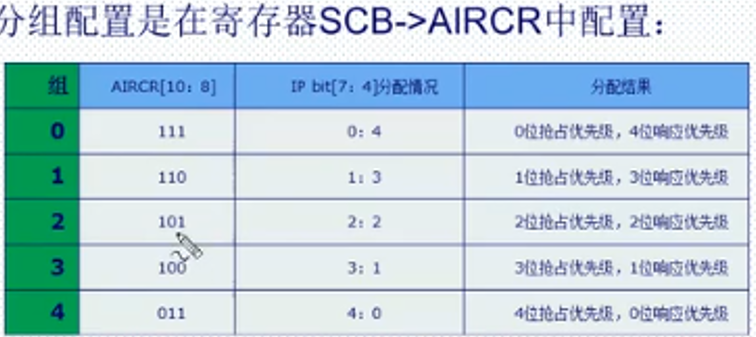 分组配置是在寄存器SCB->AIRCR中配置：
组 AIRCR[10：8] IP bit[7：4]分配情况 分配结果
0 111 0：4 0位抢占优先级，4位响应优先级
1 110 1：3 1位抢占优先级，3位响应优先级
2 101 2：2 2位抢占优先级，2位响应优先级
3 100 3：1 3位抢占优先级，1位响应优先级
4 011 4：0 4位抢占优先级，0位响应优先级